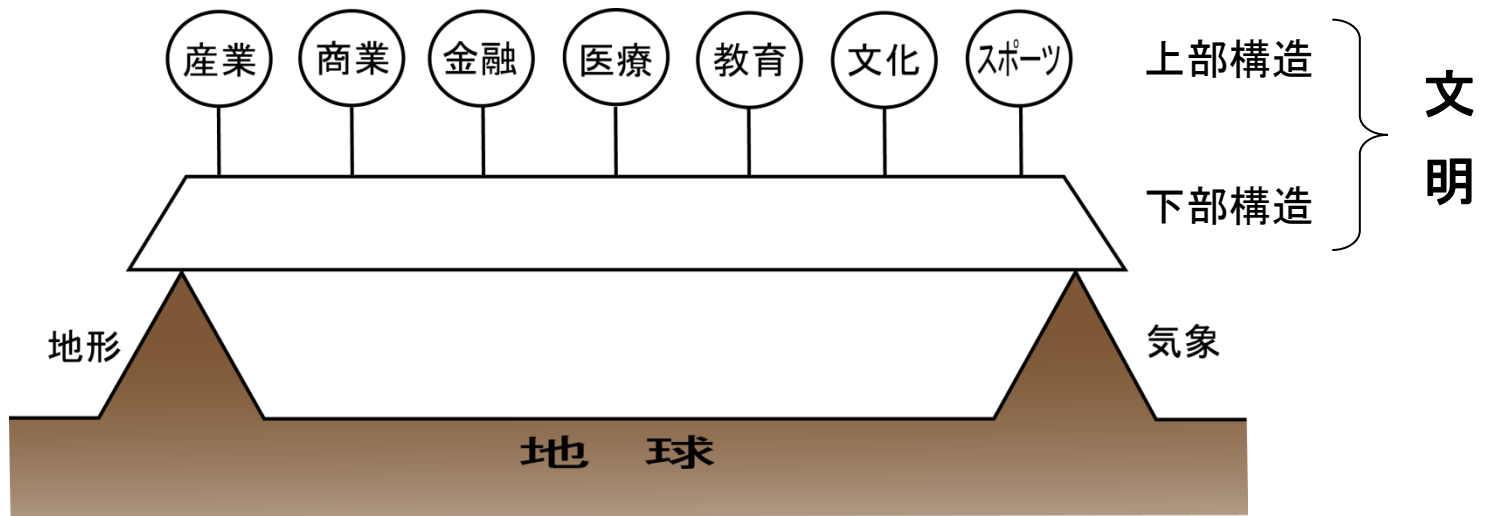 産業 商業 金融 医療 教育 文化 スポーツ
上部構造
文明
下部構造
地形
気象
地球